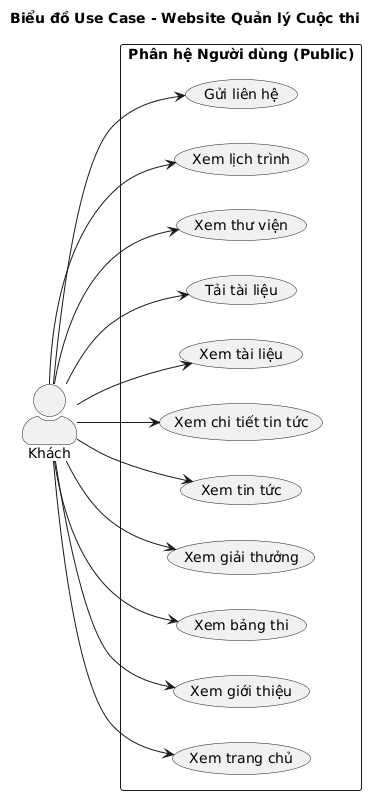 Biểu đồ Use Case - Website Quản lý Cuộc thi
Phân hệ Người dùng (Public)
Gửi liên hệ
Xem lịch trình
Xem thư viện
Tải tài liệu
Xem tài liệu
Xem chi tiết tin tức
Khách
Xem tin tức
Xem giải thưởng
Xem bảng thi
Xem giới thiệu
Xem trang chủ